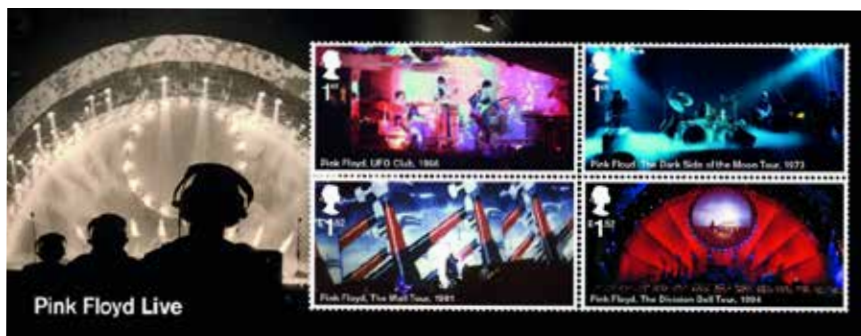 1st
Pink Floyd, UFO Club, 1966
1st
Pink Floyd, The Dark Side of the Moon Tour, 1973
£1.52
Pink Floyd, The Wall Tour, 1981
£1.52
Pink Floyd, The Division Bell Tour, 1994
Pink Floyd Live